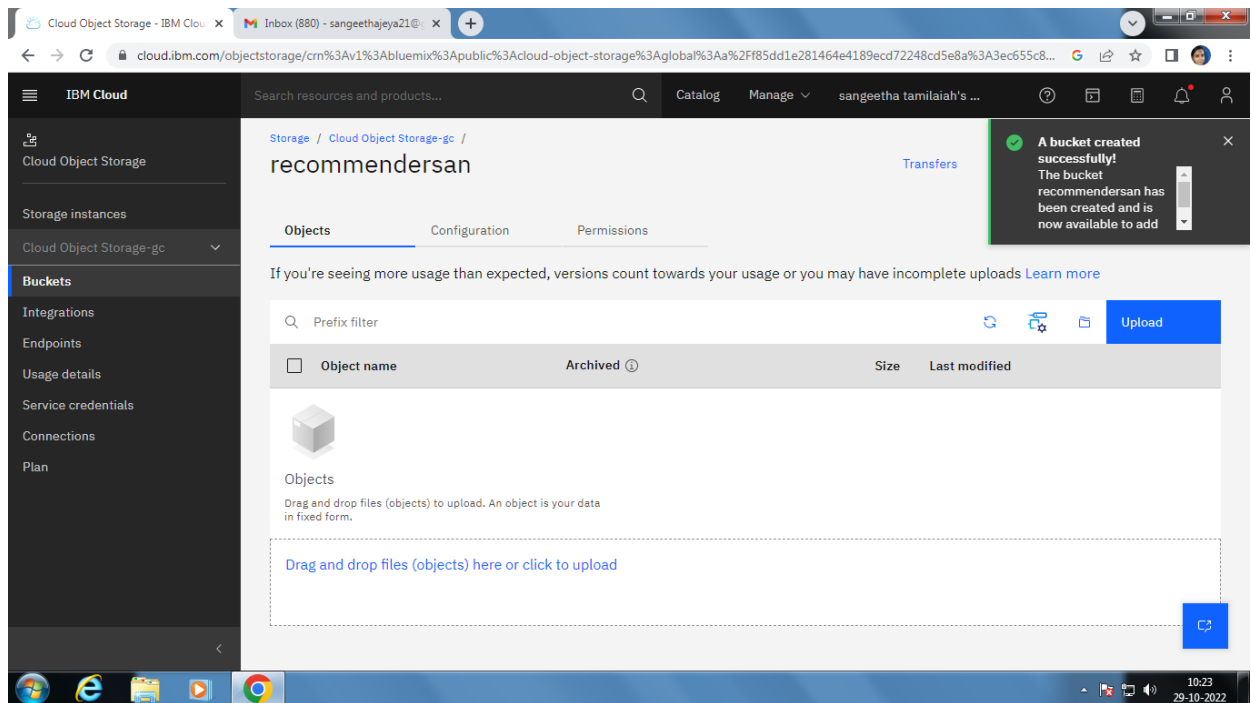 Cloud Object Storage - IBM Clou
Inbox (880) - sangeethajeya21@
cloud.ibm.com/objectstorage/crn%3Av1%3Abluemix%3Apublic%3Acloud-object-storage%3Aglobal%3Aa%2Ff85dd1e281464e4189ecd72248cd5e8a%3A3ec655c8...
IBM Cloud
Search resources and products...
Catalog
Manage
sangeetha tamilaiah's ...
Cloud Object Storage
Storage instances
Cloud Object Storage-gc
Buckets
Integrations
Endpoints
Usage details
Service credentials
Connections
Plan
Storage / Cloud Object Storage-gc /
recommendersan
Transfers
A bucket created
successfully!
The bucket
recommendersan has
been created and is
now available to add
Objects
Configuration
Permissions
If you're seeing more usage than expected, versions count towards your usage or you may have incomplete uploads Learn more
Prefix filter
Upload
Object name
Archived
Size
Last modified
Objects
Drag and drop files (objects) to upload. An object is your data
in fixed form.
Drag and drop files (objects) here or click to upload
10:23
29-10-2022